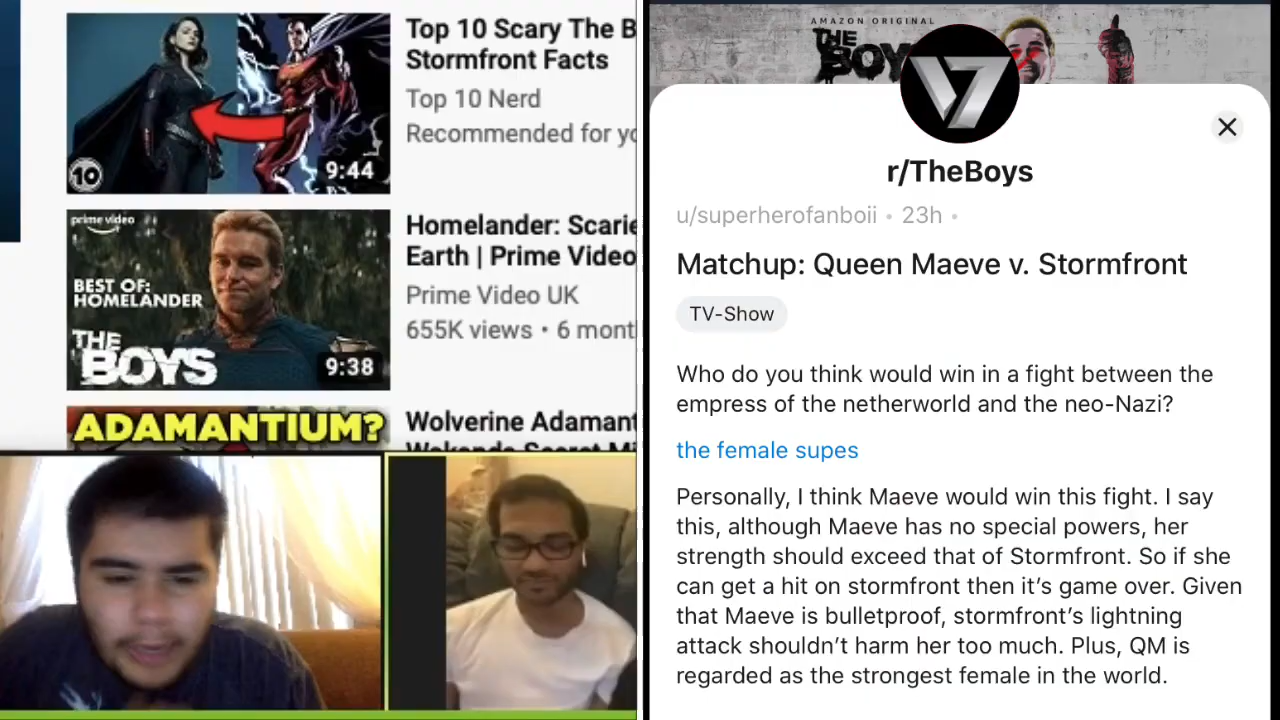 Top 10 Scary The B
Stormfront Facts
Top 10 Nerd
Recommended for yo
10
9:44
prime video
BEST OF:
HOMELANDER
THE
BOYS
9:38
Homelander: Scarie
Earth | Prime Video
Prime Video UK
655K views • 6 mont
ADAMANTIUM?
Wolverine Adamant
AMAZON ORIGINAL
THE
BOYS
r/TheBoys
u/superherofanboii • 23h •
Matchup: Queen Maeve v. Stormfront
TV-Show
Who do you think would win in a fight between the
empress of the netherworld and the neo-Nazi?
the female supes
Personally, I think Maeve would win this fight. I say
this, although Maeve has no special powers, her
strength should exceed that of Stormfront. So if she
can get a hit on stormfront then it's game over. Given
that Maeve is bulletproof, stormfront's lightning
attack shouldn't harm her too much. Plus, QM is
regarded as the strongest female in the world.